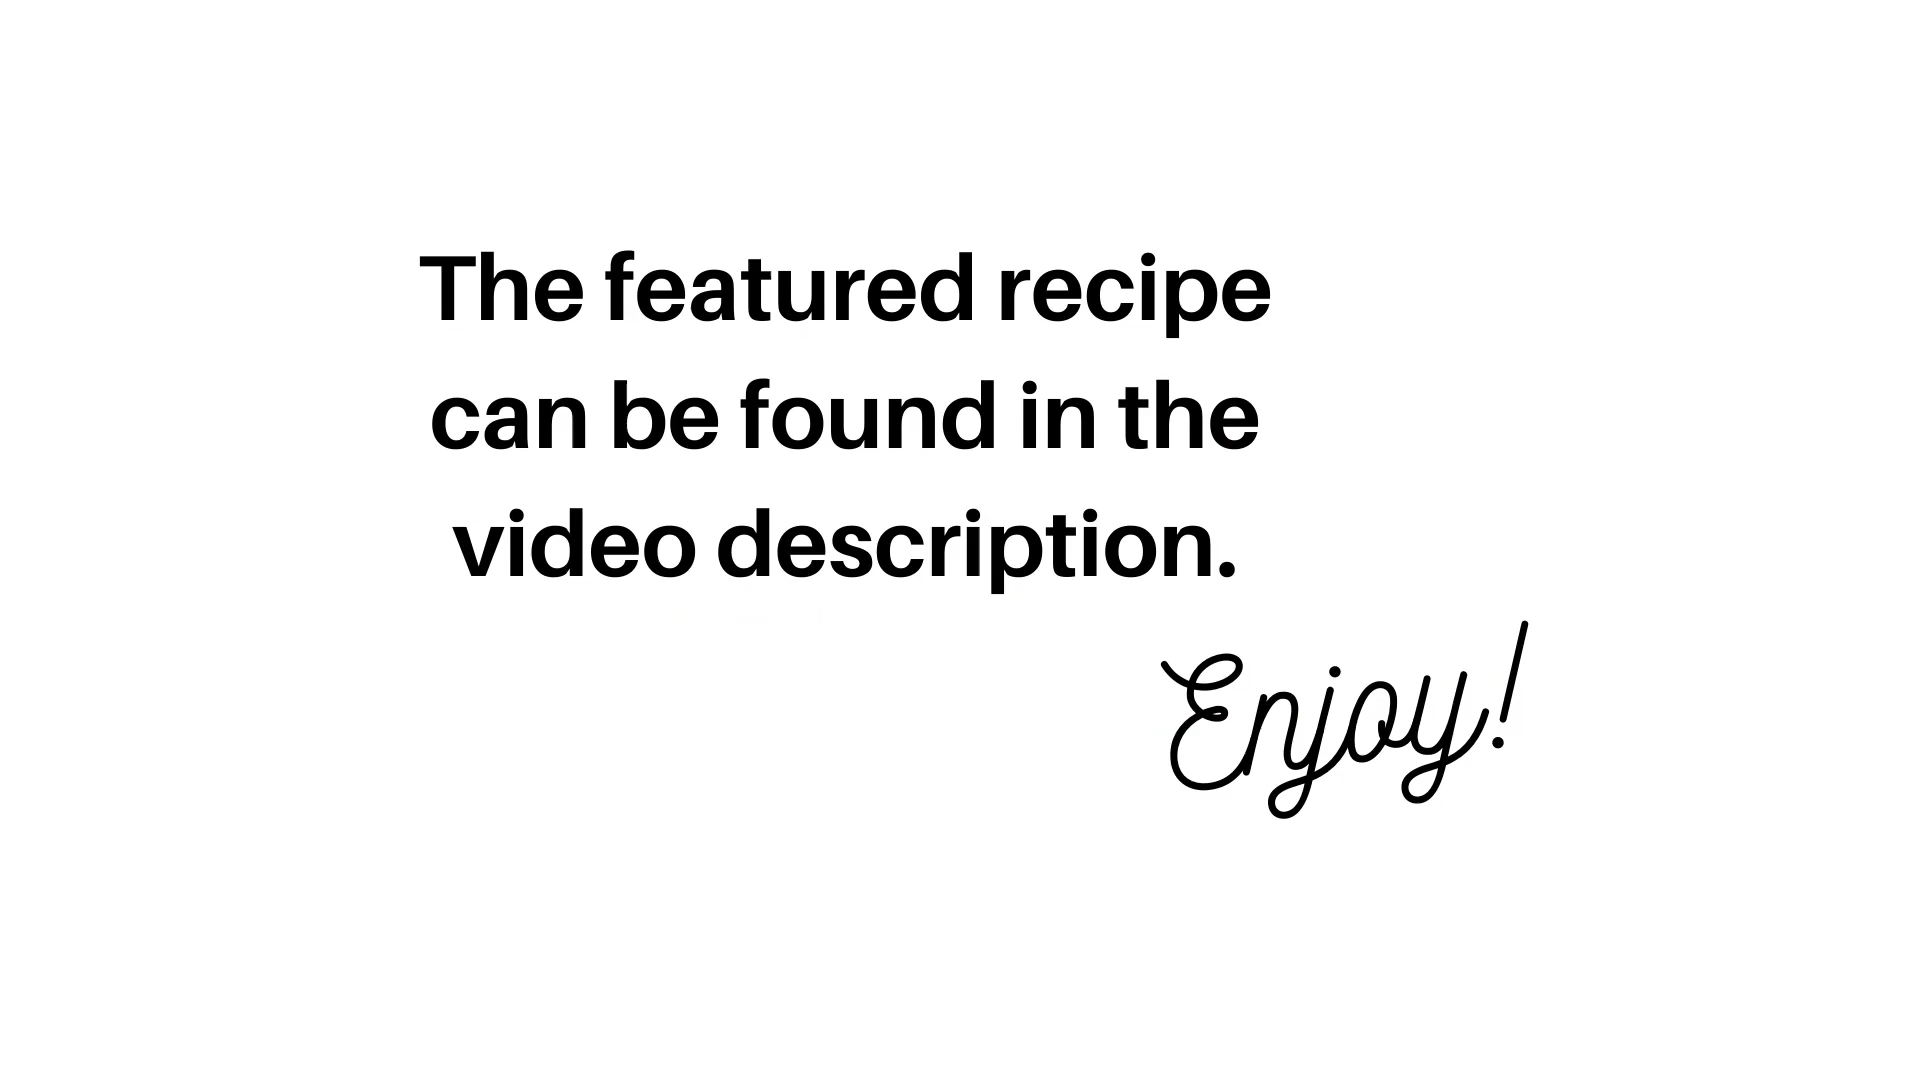 The featured recipe
can be found in the
video description.
Enjoy!